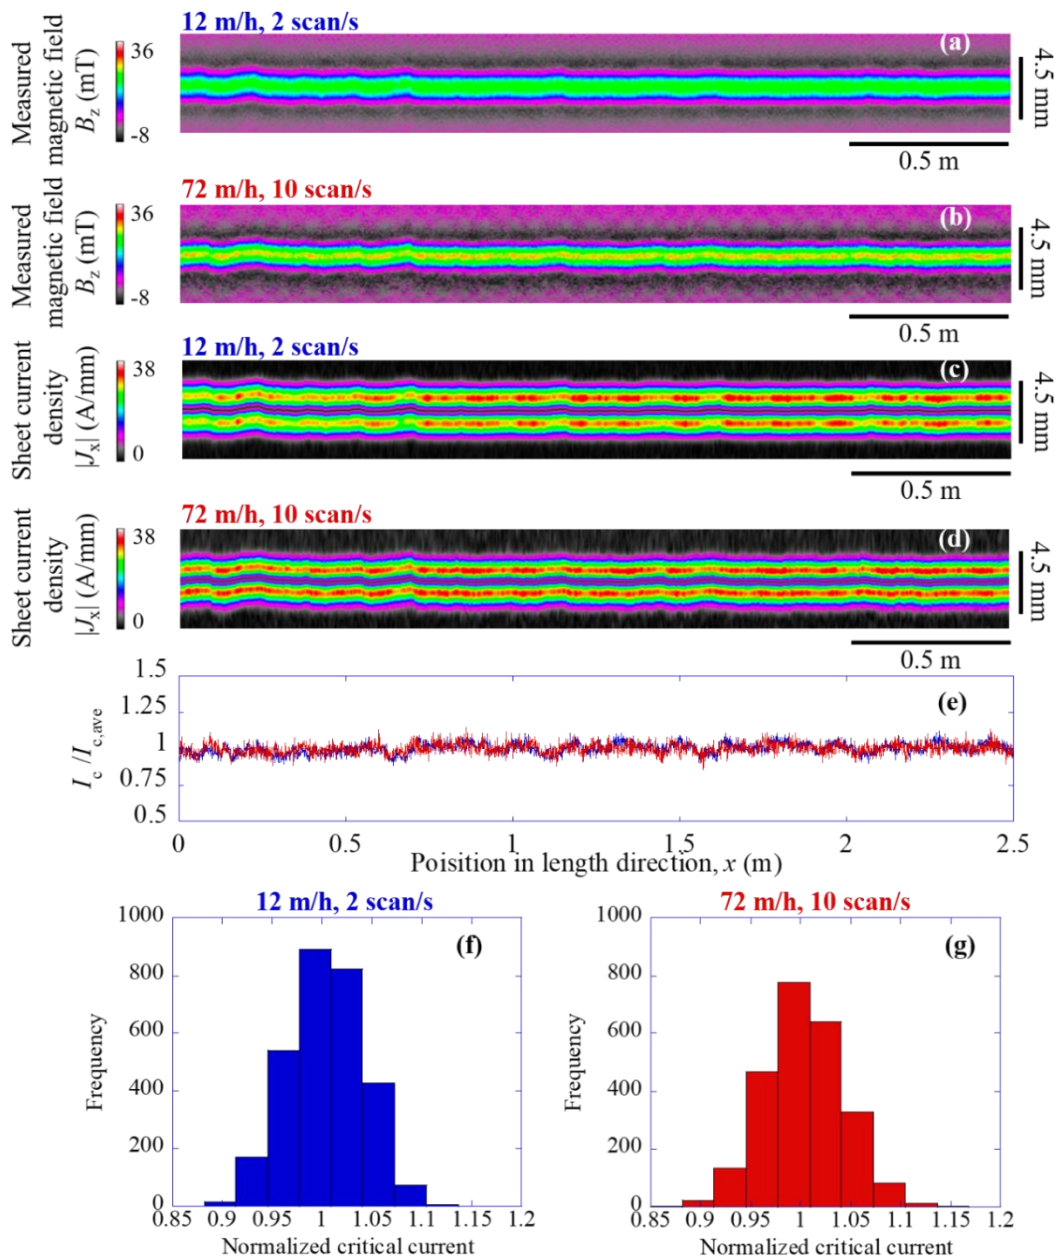 12 m/h, 2 scan/s
(a)
Measured
magnetic field
Bz (mT)
36
-8
4.5 mm
0.5 m
72 m/h, 10 scan/s
(b)
Measured
magnetic field
Bz (mT)
36
-8
4.5 mm
0.5 m
12 m/h, 2 scan/s
(c)
Sheet current
density
|Jx| (A/mm)
38
0
4.5 mm
0.5 m
72 m/h, 10 scan/s
(d)
Sheet current
density
|Jx| (A/mm)
38
0
4.5 mm
0.5 m
(e)
Ic /Ic,ave
1.5
1.25
1
0.75
0.5
0 0.5 1 1.5 2 2.5
Poisition in length direction, x (m)
12 m/h, 2 scan/s
(f)
Frequency
1000
800
600
400
200
0
0.85 0.9 0.95 1 1.05 1.1 1.15 1.2
Normalized critical current
72 m/h, 10 scan/s
(g)
Frequency
1000
800
600
400
200
0
0.85 0.9 0.95 1 1.05 1.1 1.15 1.2
Normalized critical current